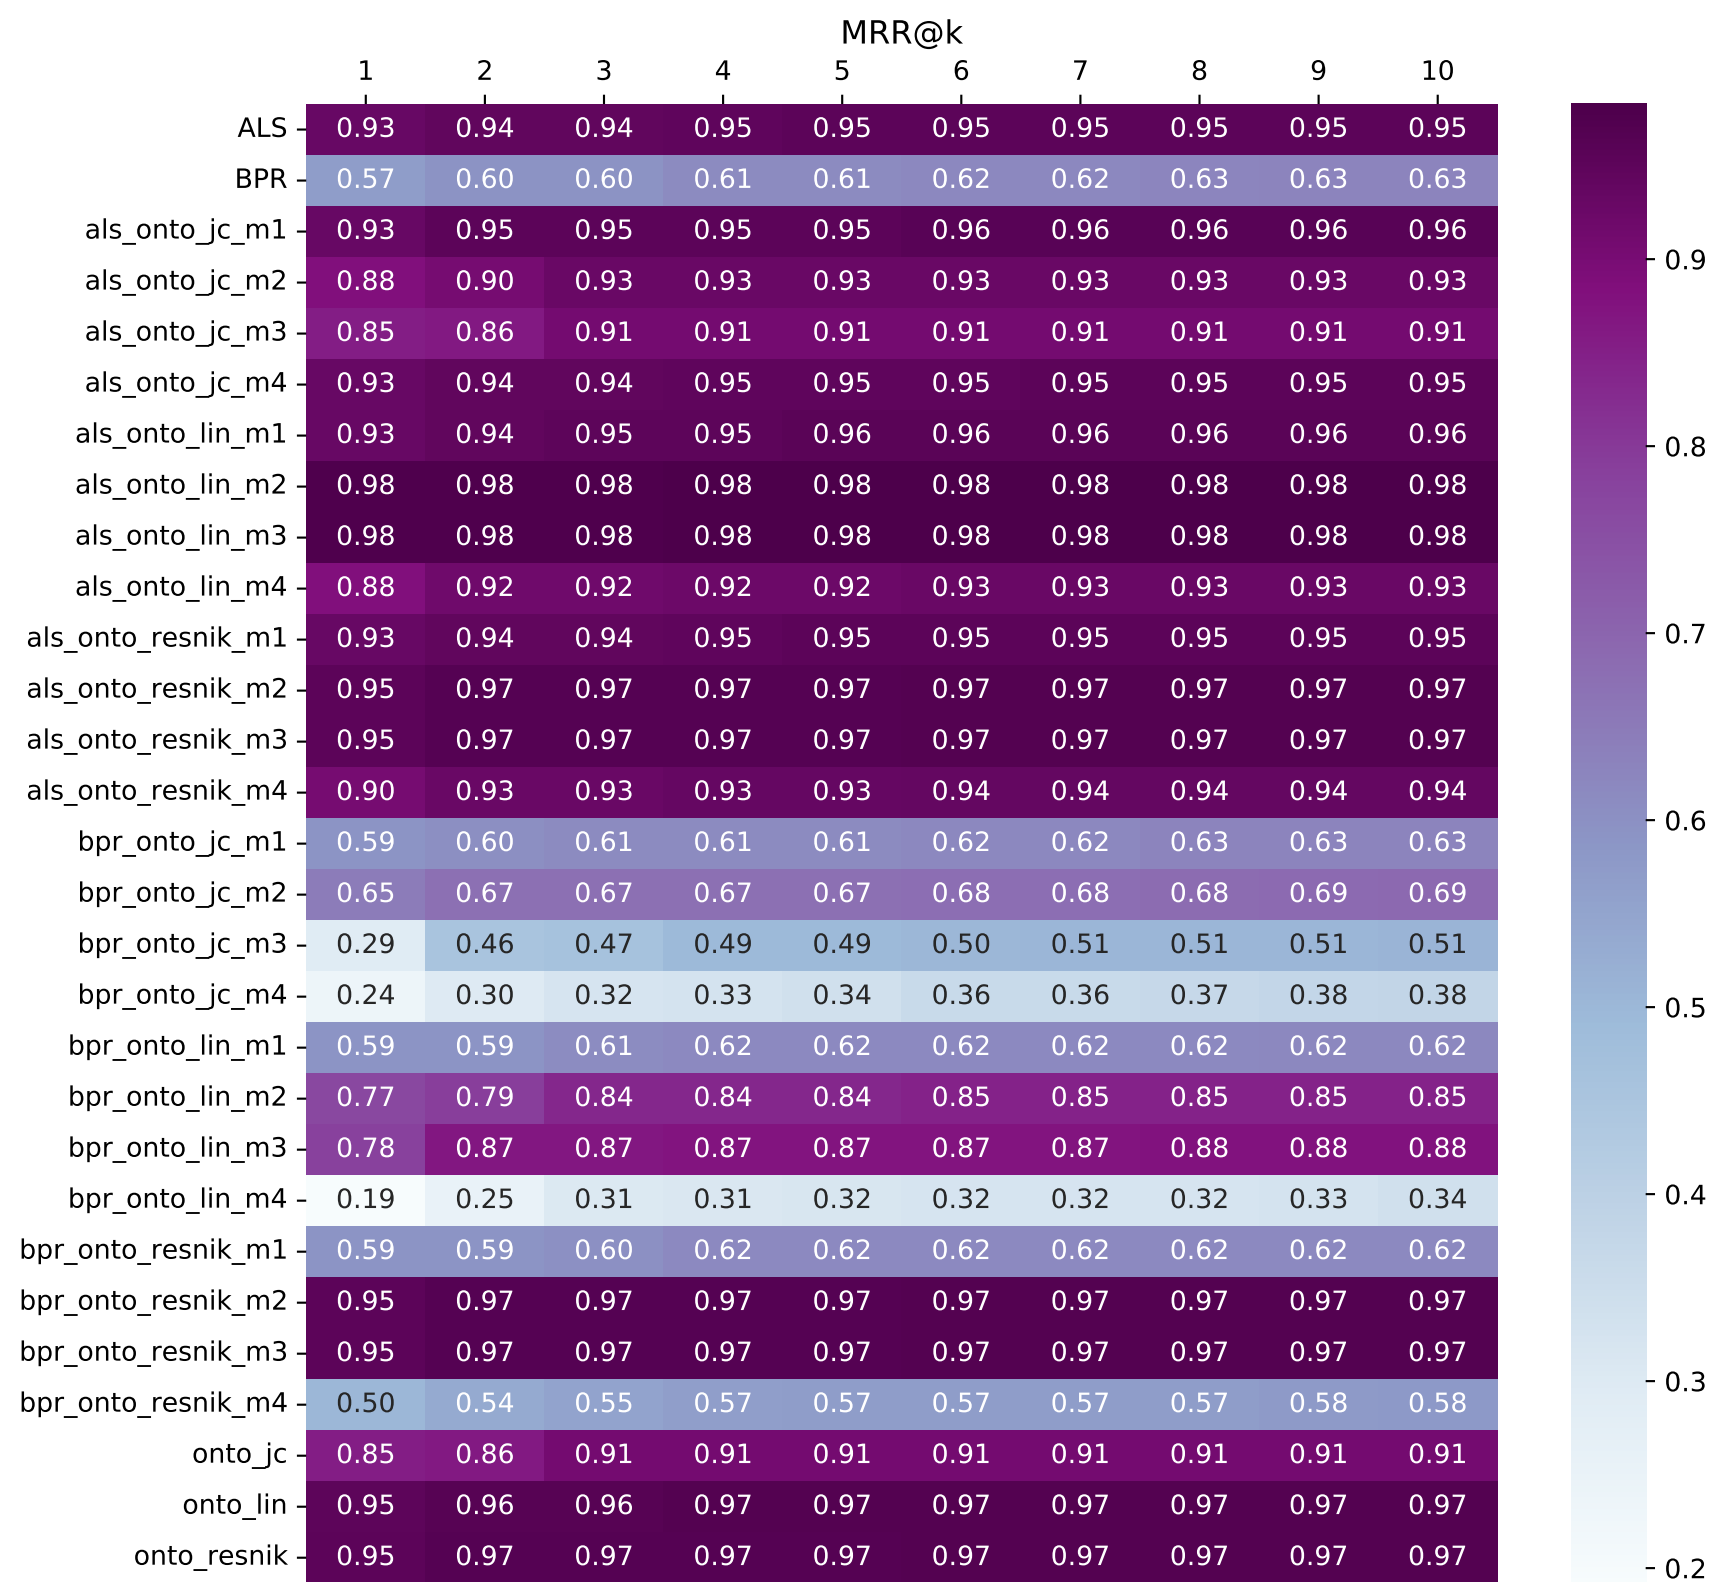 MRR@k
1 2 3 4 5 6 7 8 9 10
ALS 0.93 0.94 0.94 0.95 0.95 0.95 0.95 0.95 0.95 0.95
BPR 0.57 0.60 0.60 0.61 0.61 0.62 0.62 0.63 0.63 0.63
als_onto_jc_m1 0.93 0.95 0.95 0.95 0.95 0.96 0.96 0.96 0.96 0.96
als_onto_jc_m2 0.88 0.90 0.93 0.93 0.93 0.93 0.93 0.93 0.93 0.93
als_onto_jc_m3 0.85 0.86 0.91 0.91 0.91 0.91 0.91 0.91 0.91 0.91
als_onto_jc_m4 0.93 0.94 0.94 0.95 0.95 0.95 0.95 0.95 0.95 0.95
als_onto_lin_m1 0.93 0.94 0.95 0.95 0.96 0.96 0.96 0.96 0.96 0.96
als_onto_lin_m2 0.98 0.98 0.98 0.98 0.98 0.98 0.98 0.98 0.98 0.98
als_onto_lin_m3 0.98 0.98 0.98 0.98 0.98 0.98 0.98 0.98 0.98 0.98
als_onto_lin_m4 0.88 0.92 0.92 0.92 0.92 0.93 0.93 0.93 0.93 0.93
als_onto_resnik_m1 0.93 0.94 0.94 0.95 0.95 0.95 0.95 0.95 0.95 0.95
als_onto_resnik_m2 0.95 0.97 0.97 0.97 0.97 0.97 0.97 0.97 0.97 0.97
als_onto_resnik_m3 0.95 0.97 0.97 0.97 0.97 0.97 0.97 0.97 0.97 0.97
als_onto_resnik_m4 0.90 0.93 0.93 0.93 0.93 0.94 0.94 0.94 0.94 0.94
bpr_onto_jc_m1 0.59 0.60 0.61 0.61 0.61 0.62 0.62 0.63 0.63 0.63
bpr_onto_jc_m2 0.65 0.67 0.67 0.67 0.67 0.68 0.68 0.68 0.69 0.69
bpr_onto_jc_m3 0.29 0.46 0.47 0.49 0.49 0.50 0.51 0.51 0.51 0.51
bpr_onto_jc_m4 0.24 0.30 0.32 0.33 0.34 0.36 0.36 0.37 0.38 0.38
bpr_onto_lin_m1 0.59 0.59 0.61 0.62 0.62 0.62 0.62 0.62 0.62 0.62
bpr_onto_lin_m2 0.77 0.79 0.84 0.84 0.84 0.85 0.85 0.85 0.85 0.85
bpr_onto_lin_m3 0.78 0.87 0.87 0.87 0.87 0.87 0.87 0.88 0.88 0.88
bpr_onto_lin_m4 0.19 0.25 0.31 0.31 0.32 0.32 0.32 0.32 0.33 0.34
bpr_onto_resnik_m1 0.59 0.59 0.60 0.62 0.62 0.62 0.62 0.62 0.62 0.62
bpr_onto_resnik_m2 0.95 0.97 0.97 0.97 0.97 0.97 0.97 0.97 0.97 0.97
bpr_onto_resnik_m3 0.95 0.97 0.97 0.97 0.97 0.97 0.97 0.97 0.97 0.97
bpr_onto_resnik_m4 0.50 0.54 0.55 0.57 0.57 0.57 0.57 0.57 0.58 0.58
onto_jc 0.85 0.86 0.91 0.91 0.91 0.91 0.91 0.91 0.91 0.91
onto_lin 0.95 0.96 0.96 0.97 0.97 0.97 0.97 0.97 0.97 0.97
onto_resnik 0.95 0.97 0.97 0.97 0.97 0.97 0.97 0.97 0.97 0.97
0.9
0.8
0.7
0.6
0.5
0.4
0.3
0.2